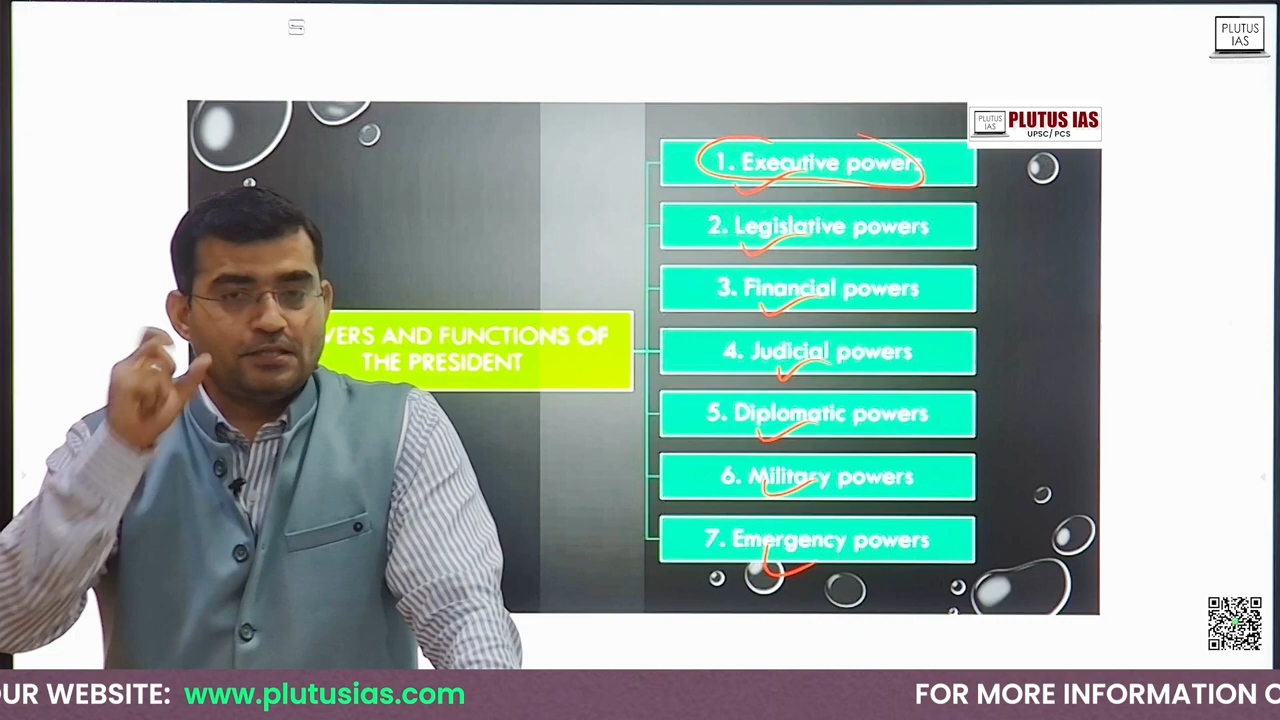 PLUTUS
IAS
PLUTUS
IAS
PLUTUS IAS
UPSC/ PCS
1. Executive powers
2. Legislative powers
3. Financial powers
4. Judicial powers
5. Diplomatic powers
6. Military powers
7. Emergency powers
AND FUNCTIONS OF
THE PRESIDENT
WEBSITE: www.plutusias.com
FOR MORE INFORMATION